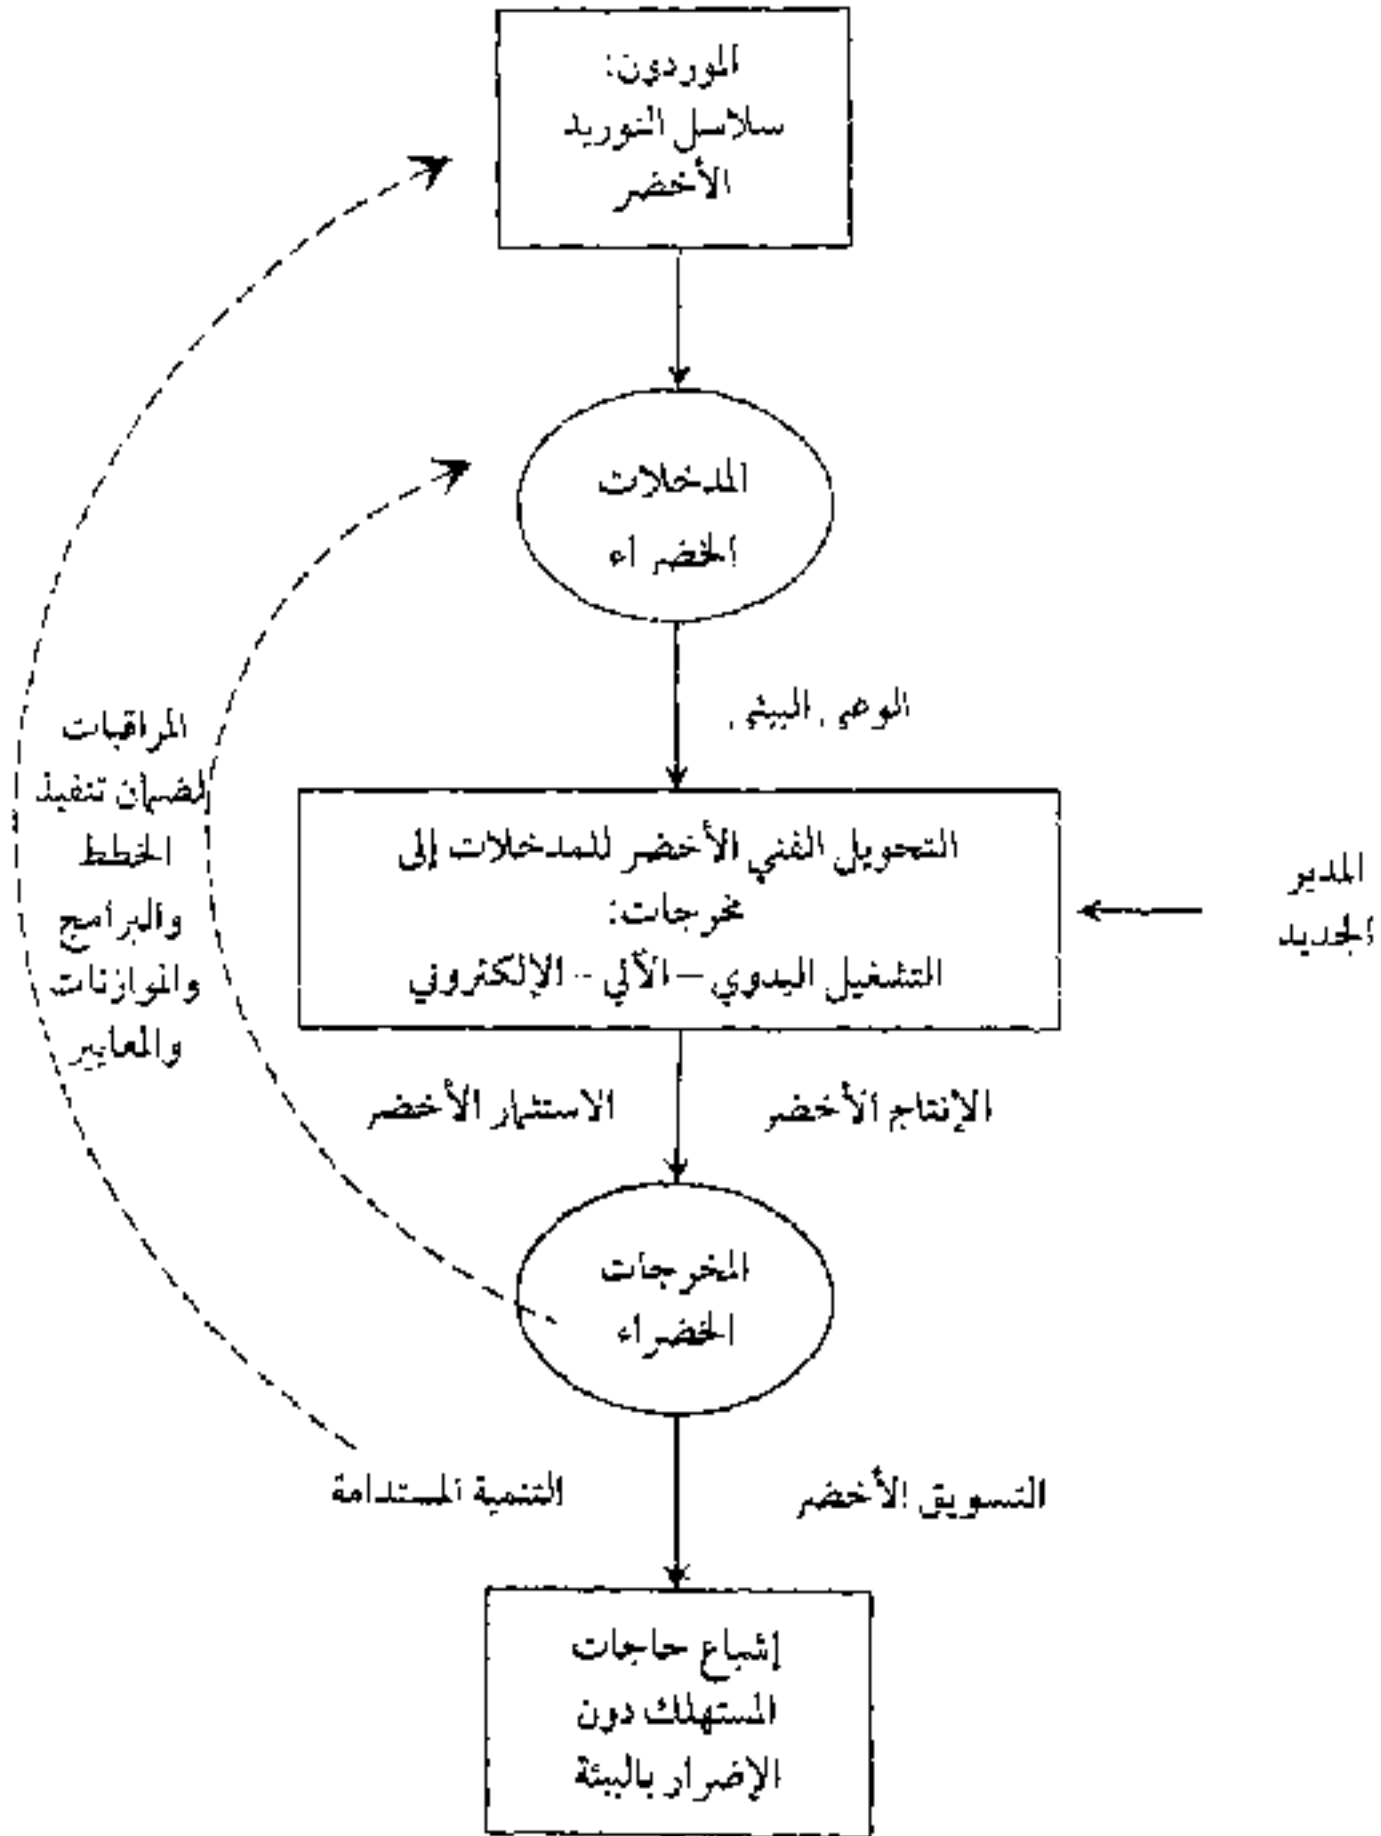 الموردون:
سلاسل التوريد
الأخضر
المدخلات
الخضراء
الوعي البيئي
المراقبات
لضمان تنفيذ
الخطط
والبرامج
والموازنات
والمعايير
التحويل الفني الأخضر للمدخلات إلى
مخرجات:
التشغيل اليدوي – الآلي - الإلكتروني
المدير
الجديد
الإنتاج الأخضر
الاستثمار الأخضر
المخرجات
الخضراء
التسويق الأخضر
التنمية المستدامة
إشباع حاجات
المستهلك دون
الإضرار بالبيئة